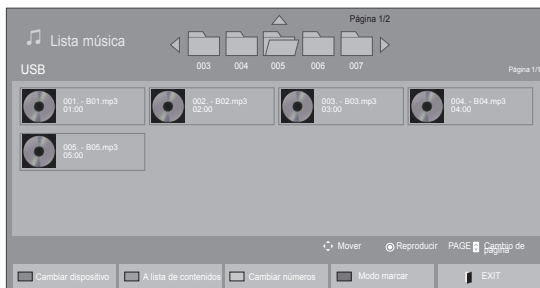 Página 1/2
Lista música
003 004 005 006 007
USB
Página 1/1
001. - B01.mp3
01:00
002. - B02.mp3
02:00
003. - B03.mp3
03:00
004. - B04.mp3
04:00
005. - B05.mp3
05:00
Mover
Reproducir
PAGE Cambio de
página
Cambiar dispositivo
A lista de contenidos
Cambiar números
Modo marcar
EXIT